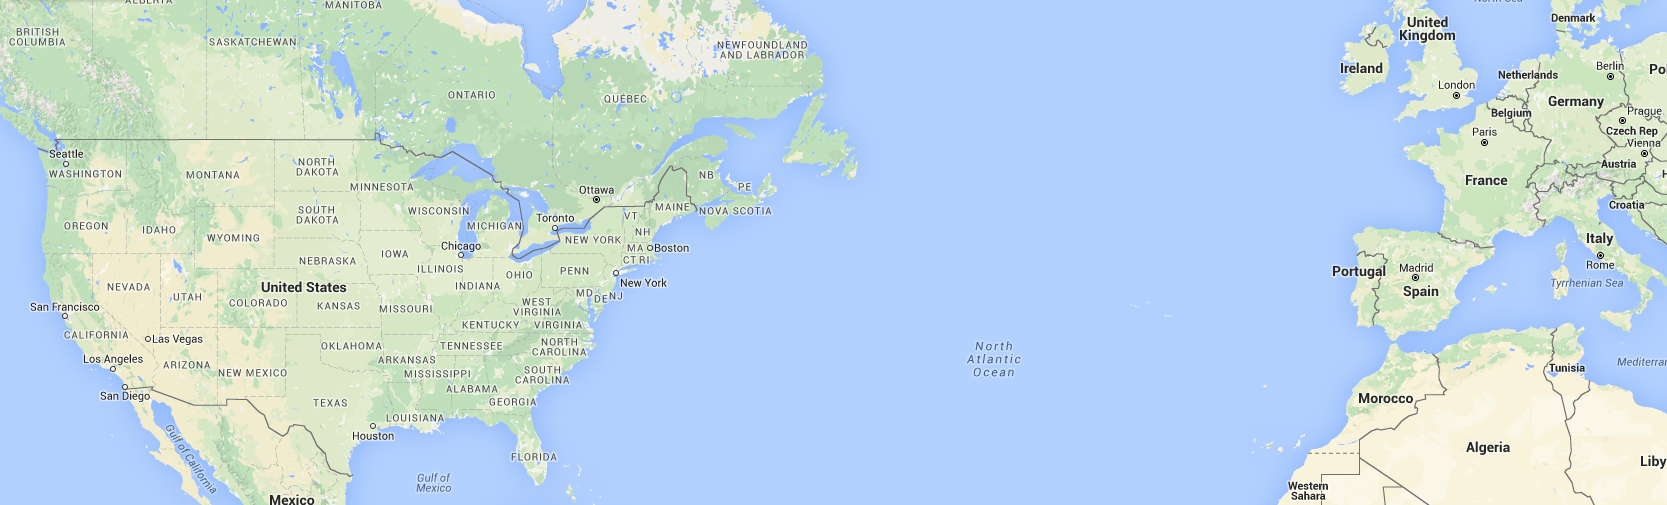 ALBERTA
MANITOBA
BRITISH
COLUMBIA
SASKATCHEWAN
NEWFOUNDLAND
AND LABRADOR
ONTARIO
QUÉBEC
Seattle
WASHINGTON
MONTANA
NORTH
DAKOTA
MINNESOTA
Ottawa
NB
PE
MAINE
NOVA SCOTIA
OREGON
IDAHO
WYOMING
SOUTH
DAKOTA
WISCONSIN
MICHIGAN
Toronto
VT
NH
NEW YORK
MA
Boston
CT RI
Chicago
IOWA
NEBRASKA
ILLINOIS
INDIANA
OHIO
PENN
New York
NEVADA
UTAH
COLORADO
United States
KANSAS
MISSOURI
WEST
VIRGINIA
MD
DE
NJ
San Francisco
CALIFORNIA
Las Vegas
KENTUCKY
VIRGINIA
Los Angeles
ARIZONA
NEW MEXICO
OKLAHOMA
ARKANSAS
TENNESSEE
NORTH
CAROLINA
MISSISSIPPI
SOUTH
CAROLINA
San Diego
TEXAS
ALABAMA
GEORGIA
LOUISIANA
Houston
Gulf of California
FLORIDA
Gulf of
Mexico
Mexico
North
Atlantic
Ocean
North Sea
Denmark
United
Kingdom
Ireland
London
Netherlands
Berlin
Po
Germany
Belgium
Prague
Paris
Czech Rep
Vienna
Austria
France
H
Croatia
Italy
Rome
Portugal
Madrid
Spain
Tyrrhenian Sea
Mediterran
Tunisia
Morocco
Algeria
Liby
Western
Sahara